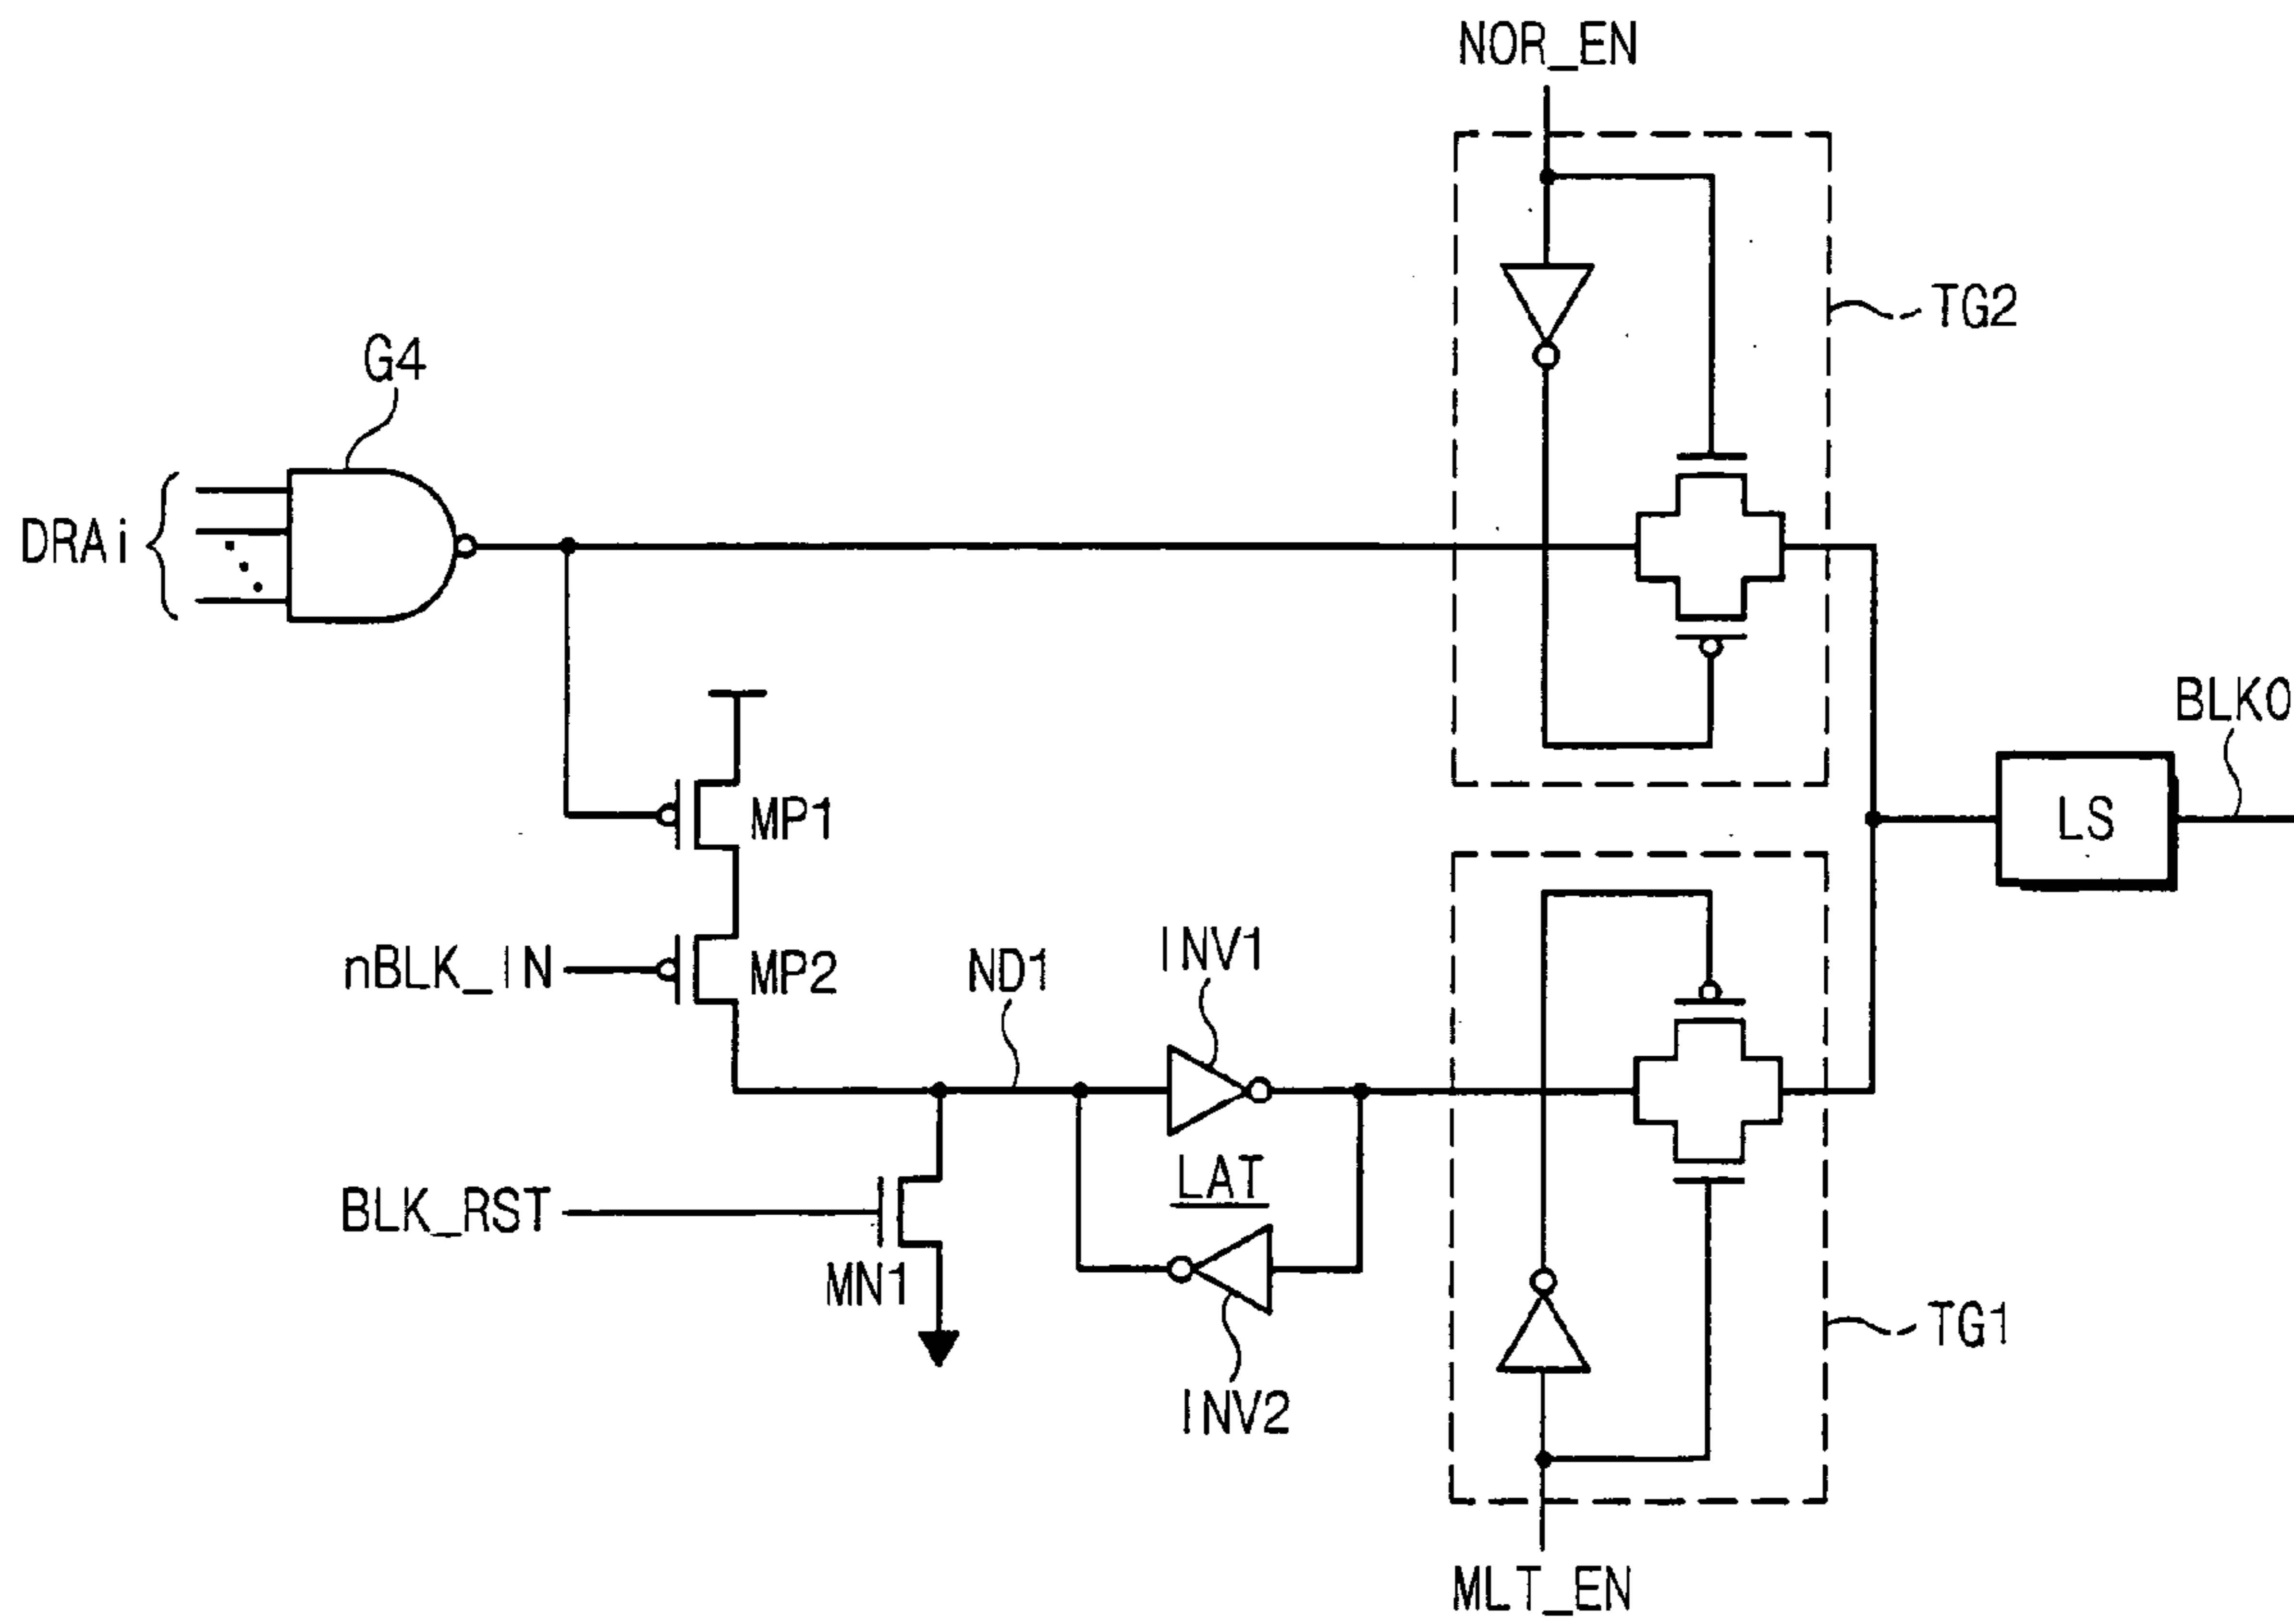 NOR_EN
TG2
G4
DRAi
BLK0
LS
MP1
nBLK_IN
MP2
ND1
INV1
LAT
BLK_RST
MN1
TG1
INV2
MLT_EN